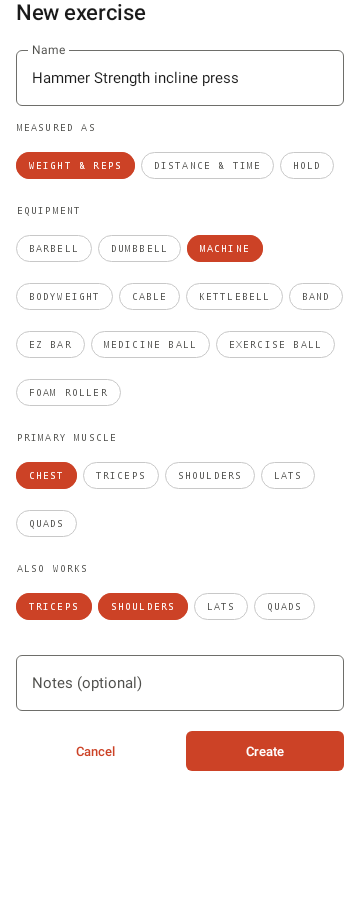 New exercise
Name
Hammer Strength incline press
MEASURED AS
WEIGHT & REPS DISTANCE & TIME HOLD
EQUIPMENT
BARBELL DUMBBELL MACHINE
BODYWEIGHT CABLE KETTLEBELL BAND
EZ BAR MEDICINE BALL EXERCISE BALL
FOAM ROLLER
PRIMARY MUSCLE
CHEST TRICEPS SHOULDERS LATS
QUADS
ALSO WORKS
TRICEPS SHOULDERS LATS QUADS
Notes (optional)
Cancel Create